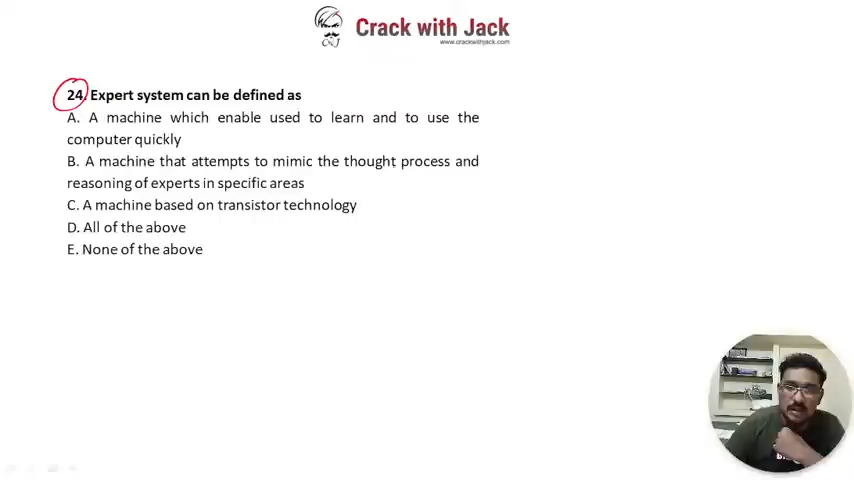 Crack with Jack
www.crackwithjack.com
24. Expert system can be defined as
A. A machine which enable used to learn and to use the
computer quickly
B. A machine that attempts to mimic the thought process and
reasoning of experts in specific areas
C. A machine based on transistor technology
D. All of the above
E. None of the above